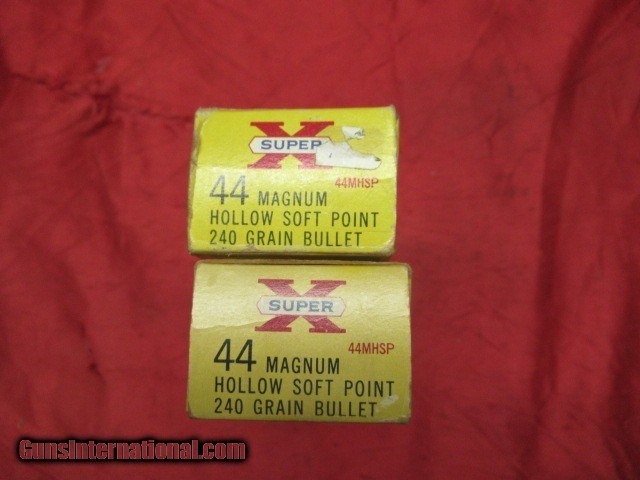 X
SUPER
44MHSP
44 MAGNUM
HOLLOW SOFT POINT
240 GRAIN BULLET
X
SUPER
44MHSP
44 MAGNUM
HOLLOW SOFT POINT
240 GRAIN BULLET
GunsInternational.com